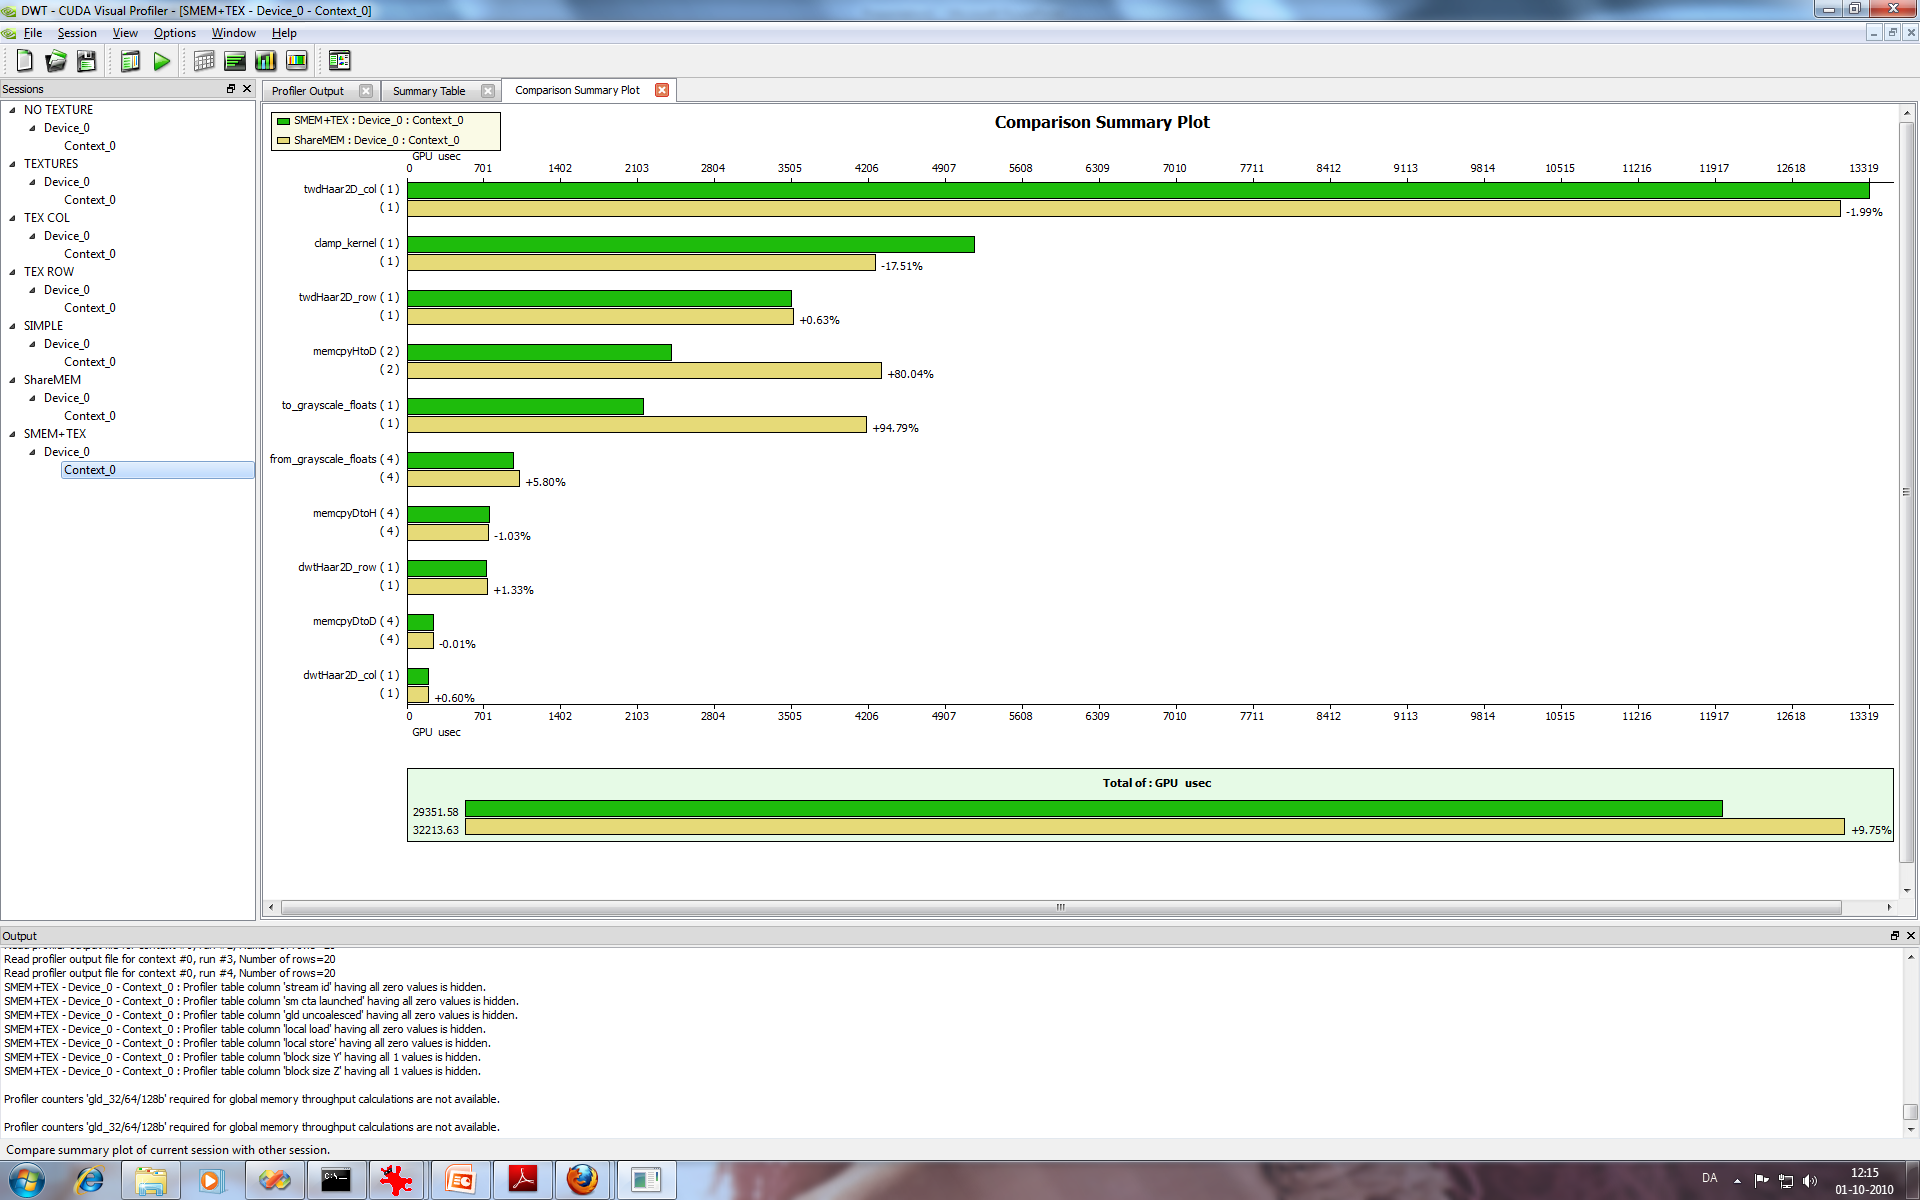 DWT - CUDA Visual Profiler - [SMEM+TEX - Device_0 - Context_0]
File Session View Options Window Help
Sessions
NO TEXTURE
Device_0
Context_0
TEXTURES
Device_0
Context_0
TEX COL
Device_0
Context_0
TEX ROW
Device_0
Context_0
SIMPLE
Device_0
Context_0
ShareMEM
Device_0
Context_0
SMEM+TEX
Device_0
Context_0
Profiler Output Summary Table Comparison Summary Plot
SMEM+TEX : Device_0 : Context_0
ShareMEM : Device_0 : Context_0
Comparison Summary Plot
GPU usec
0 701 1402 2103 2804 3505 4206 4907 5608 6309 7010 7711 8412 9113 9814 10515 11216 11917 12618 13319
twdHaar2D_col ( 1 )
( 1 ) -1.99%
clamp_kernel ( 1 )
( 1 ) -17.51%
twdHaar2D_row ( 1 )
( 1 ) +0.63%
memcpyHtoD ( 2 )
( 2 ) +80.04%
to_grayscale_floats ( 1 )
( 1 ) +94.79%
from_grayscale_floats ( 4 )
( 4 ) +5.80%
memcpyDtoH ( 4 )
( 4 ) -1.03%
dwtHaar2D_row ( 1 )
( 1 ) +1.33%
memcpyDtoD ( 4 )
( 4 ) -0.01%
dwtHaar2D_col ( 1 )
( 1 ) +0.60%
0 701 1402 2103 2804 3505 4206 4907 5608 6309 7010 7711 8412 9113 9814 10515 11216 11917 12618 13319
GPU usec
Total of : GPU usec
29351.58
32213.63 +9.75%
Output
Read profiler output file for context #0, run #3, Number of rows=20
Read profiler output file for context #0, run #4, Number of rows=20
SMEM+TEX - Device_0 - Context_0 : Profiler table column 'stream id' having all zero values is hidden.
SMEM+TEX - Device_0 - Context_0 : Profiler table column 'sm cta launched' having all zero values is hidden.
SMEM+TEX - Device_0 - Context_0 : Profiler table column 'gld uncoalesced' having all zero values is hidden.
SMEM+TEX - Device_0 - Context_0 : Profiler table column 'local load' having all zero values is hidden.
SMEM+TEX - Device_0 - Context_0 : Profiler table column 'local store' having all zero values is hidden.
SMEM+TEX - Device_0 - Context_0 : Profiler table column 'block size Y' having all 1 values is hidden.
SMEM+TEX - Device_0 - Context_0 : Profiler table column 'block size Z' having all 1 values is hidden.
Profiler counters 'gld_32/64/128b' required for global memory throughput calculations are not available.
Profiler counters 'gld_32/64/128b' required for global memory throughput calculations are not available.
Compare summary plot of current session with other session.
DA
12:15
01-10-2010